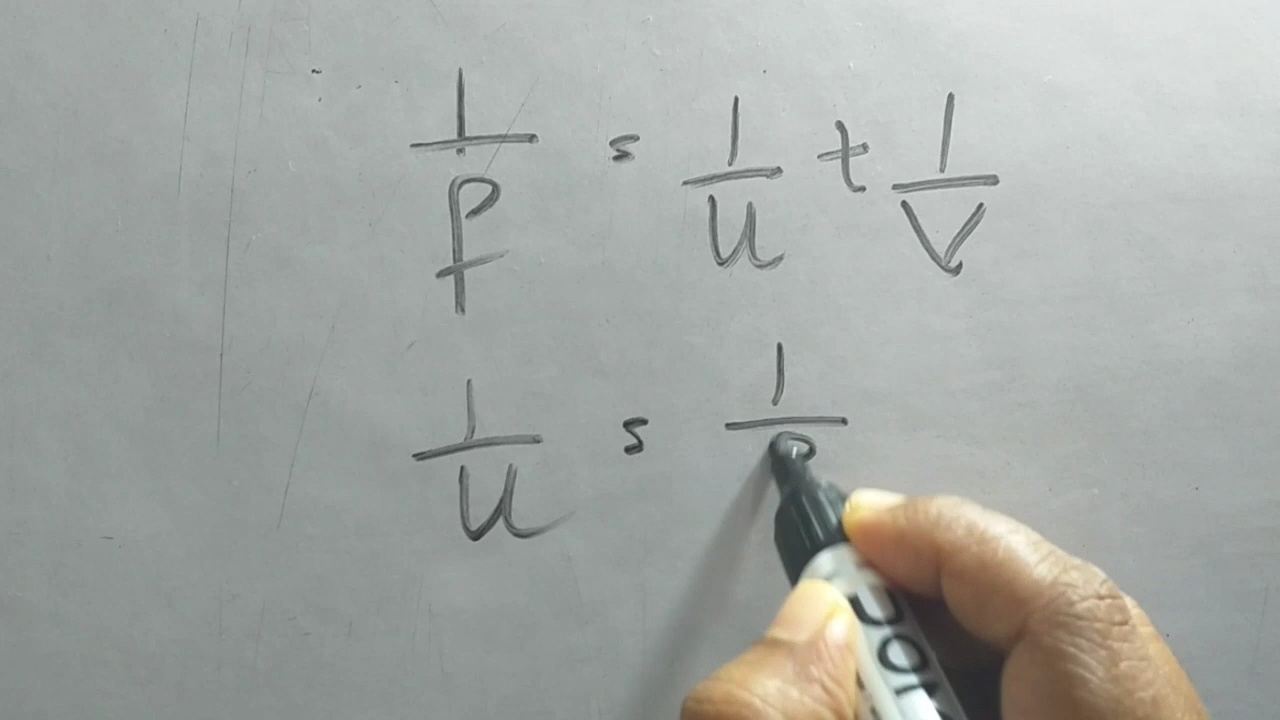 1/f = 1/u + 1/v
1/u = 1/